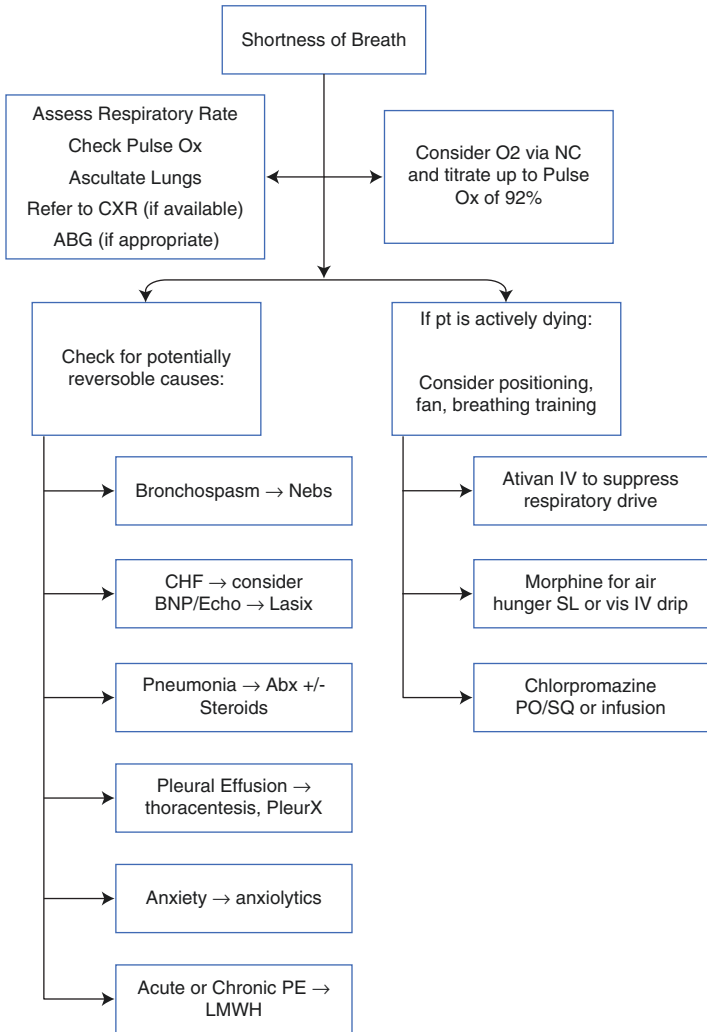 Shortness of Breath
Assess Respiratory Rate
Check Pulse Ox
Ascultate Lungs
Refer to CXR (if available)
ABG (if appropriate)
Consider O2 via NC
and titrate up to Pulse
Ox of 92%
Check for potentially
reversoble causes:
If pt is actively dying:
Consider positioning,
fan, breathing training
Bronchospasm → Nebs
CHF → consider
BNP/Echo → Lasix
Pneumonia → Abx +/-
Steroids
Pleural Effusion →
thoracentesis, PleurX
Anxiety → anxiolytics
Acute or Chronic PE →
LMWH
Ativan IV to suppress
respiratory drive
Morphine for air
hunger SL or vis IV drip
Chlorpromazine
PO/SQ or infusion